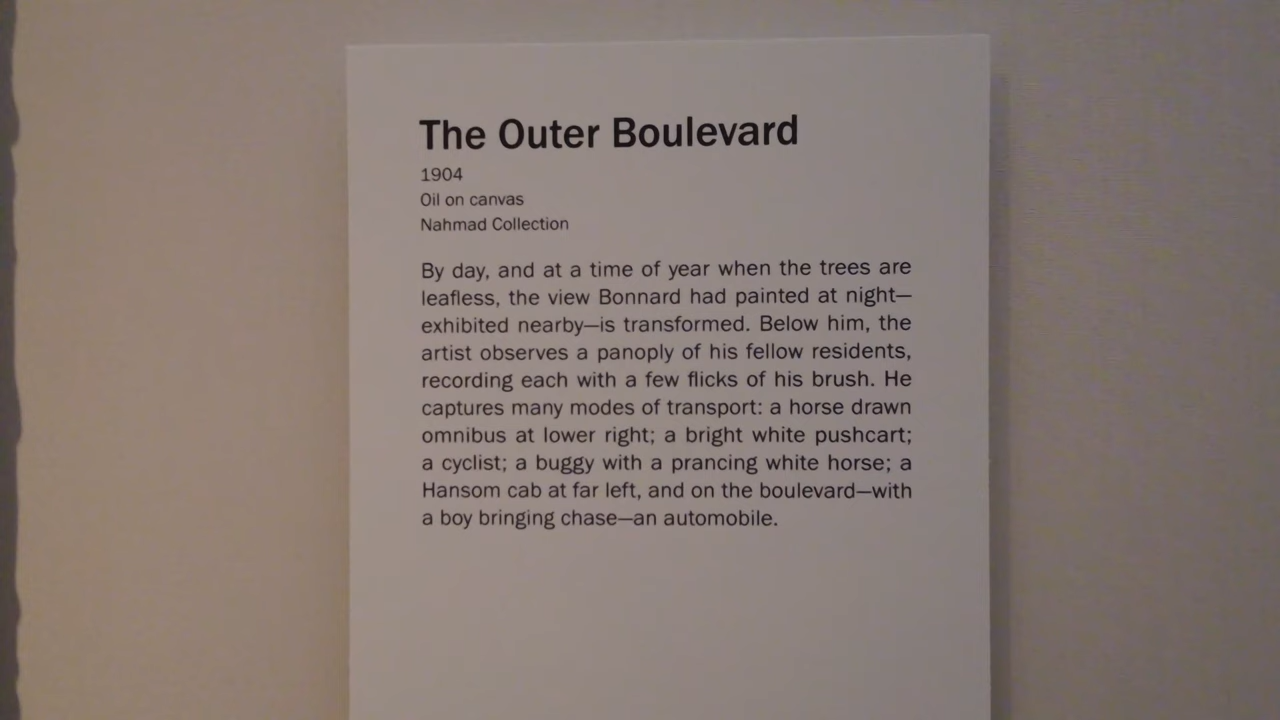 The Outer Boulevard
1904
Oil on canvas
Nahmad Collection
By day, and at a time of year when the trees are
leafless, the view Bonnard had painted at night—
exhibited nearby—is transformed. Below him, the
artist observes a panoply of his fellow residents,
recording each with a few flicks of his brush. He
captures many modes of transport: a horse drawn
omnibus at lower right; a bright white pushcart;
a cyclist; a buggy with a prancing white horse; a
Hansom cab at far left, and on the boulevard—with
a boy bringing chase—an automobile.